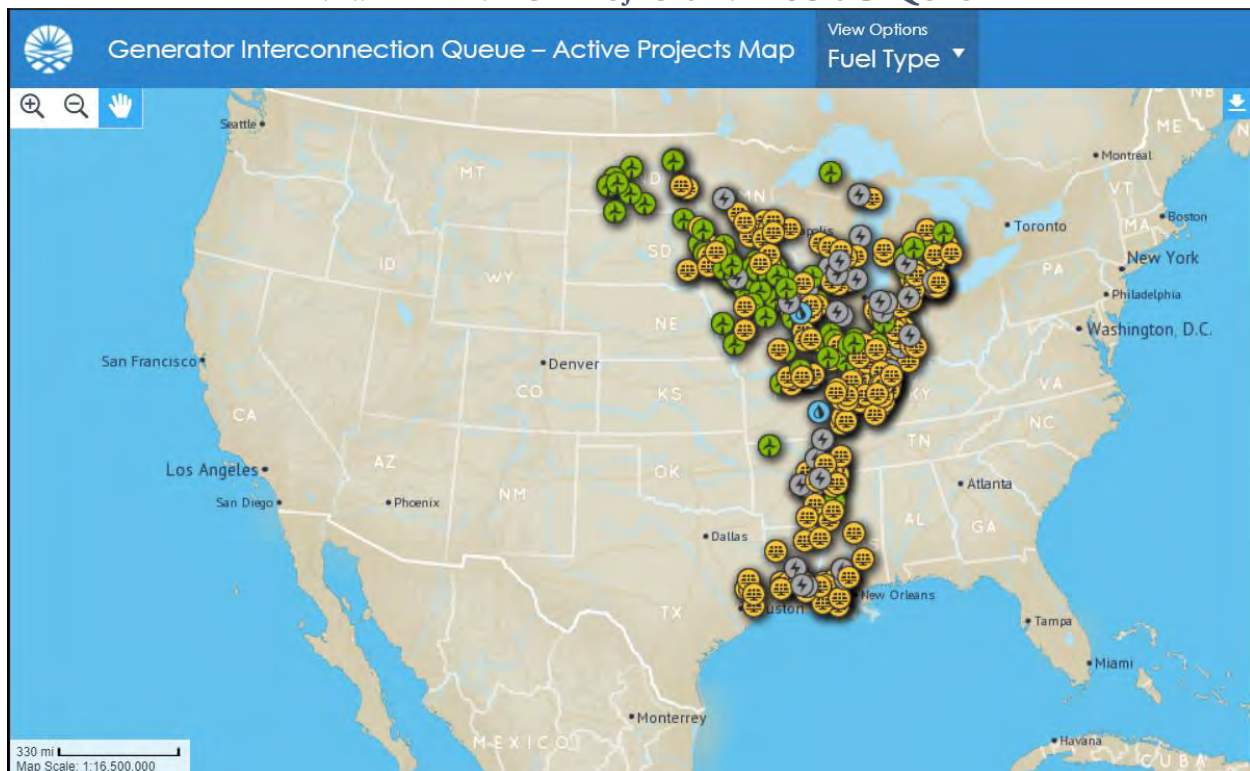 Generator Interconnection Queue – Active Projects Map
View Options
Fuel Type
Seattle
MT
ME
NB
Montreal
VT
Toronto
MA
Boston
SD
ID
WY
New York
PA
Philadelphia
NE
Washington, D.C.
San Francisco
Denver
CA
CO
KS
KY
VA
NC
TN
Los Angeles
AZ
OK
NM
Atlanta
San Diego
Phoenix
AL
GA
Dallas
TX
New Orleans
Tampa
Miami
Monterrey
MEXICO
Havana
CUBA
330 mi
Map Scale: 1:16,500,000